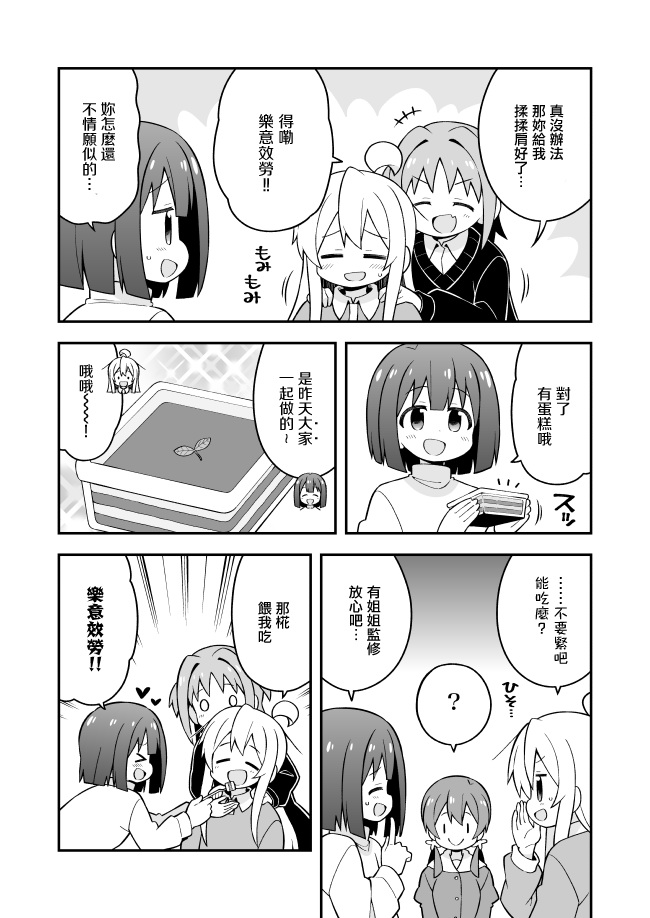 真沒辦法
那妳給我
揉揉肩好了…
得嘞
樂意效勞!!
妳怎麼還
不情願似的…
もみ
もみ
對了
有蛋糕哦
スッ
是昨天大家
一起做的～
哦哦～～～!
……不要緊吧
能吃麼?
ひそ…
?
有姐姐監修
放心吧…
那椛
餵我吃
樂意效勞!!